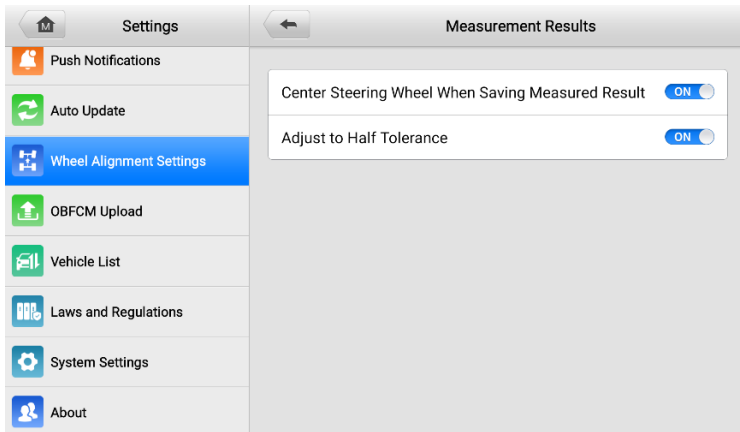 M
Settings
Measurement Results
Push Notifications
Auto Update
Wheel Alignment Settings
OBFCM Upload
Vehicle List
Laws and Regulations
System Settings
About
Center Steering Wheel When Saving Measured Result
ON
Adjust to Half Tolerance
ON